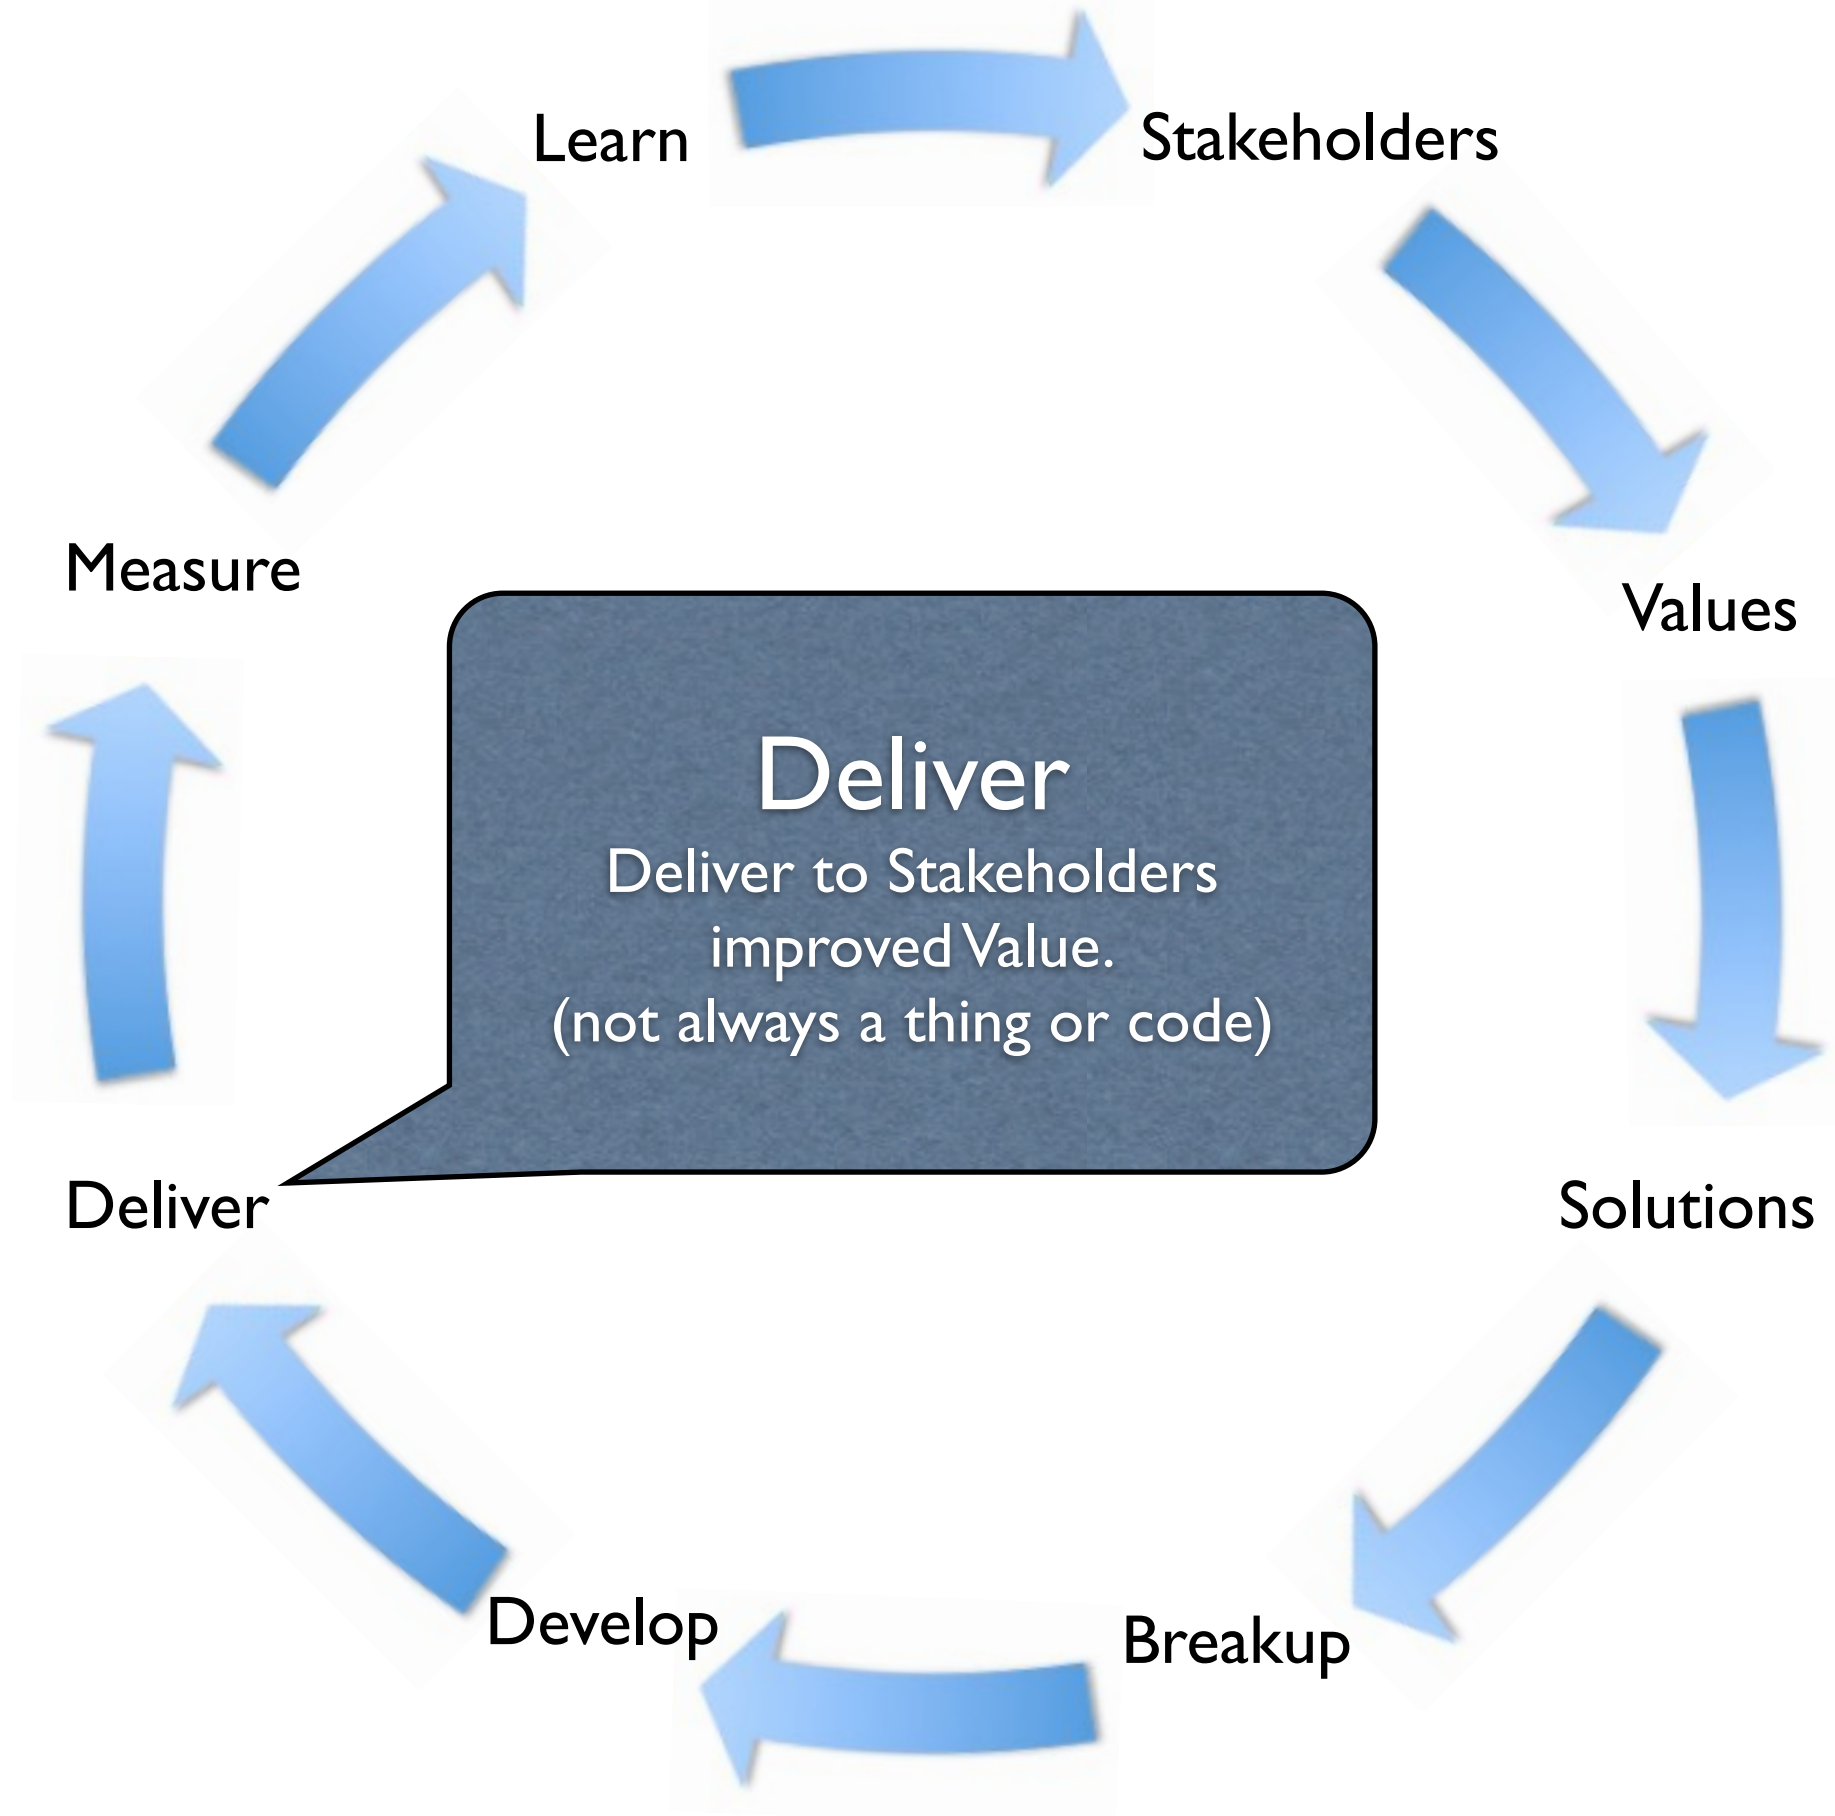 Learn
Stakeholders
Measure
Values
Deliver
Deliver to Stakeholders
improved Value.
(not always a thing or code)
Deliver
Solutions
Develop
Breakup